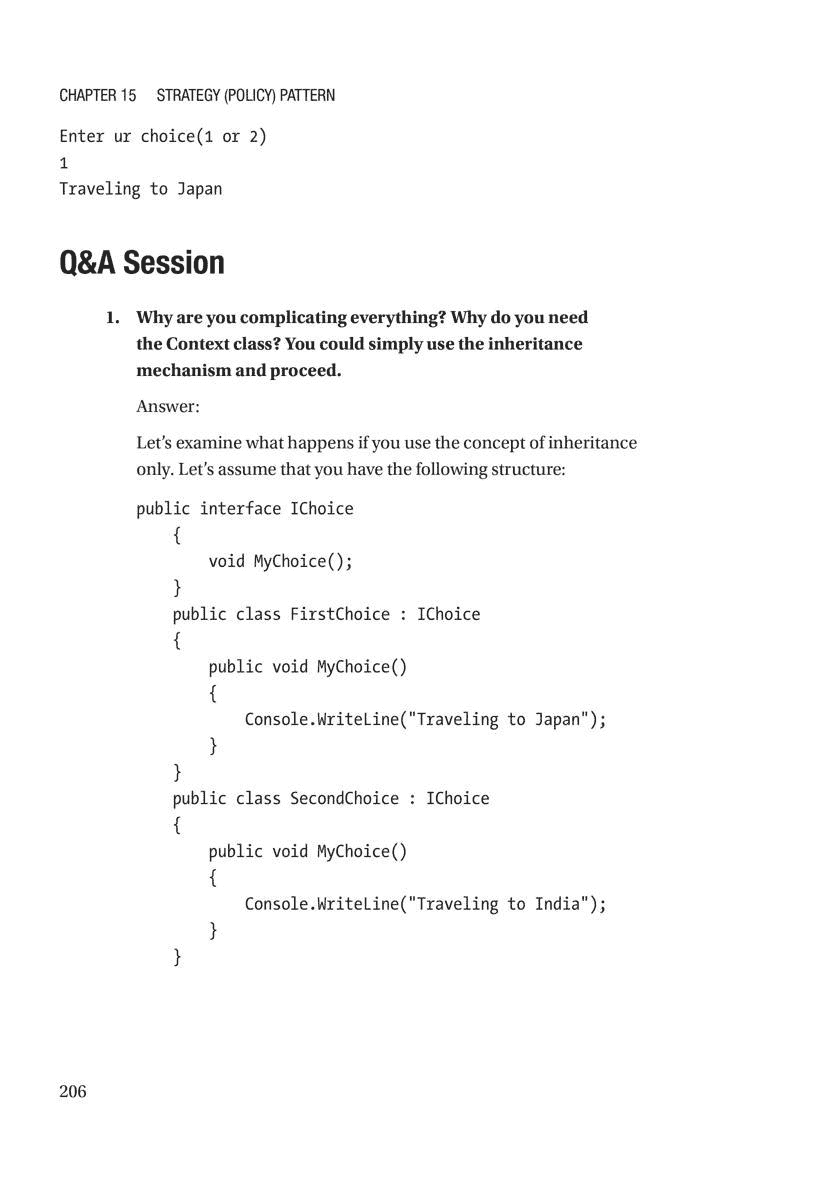 CHAPTER 15 STRATEGY (POLICY) PATTERN
Enter ur choice(1 or 2)
1
Traveling to Japan
Q&A Session
1. Why are you complicating everything? Why do you need
the Context class? You could simply use the inheritance
mechanism and proceed.
Answer:
Let’s examine what happens if you use the concept of inheritance
only. Let’s assume that you have the following structure:
public interface IChoice
{
void MyChoice();
}
public class FirstChoice : IChoice
{
public void MyChoice()
{
Console.WriteLine("Traveling to Japan");
}
}
public class SecondChoice : IChoice
{
public void MyChoice()
{
Console.WriteLine("Traveling to India");
}
}
206